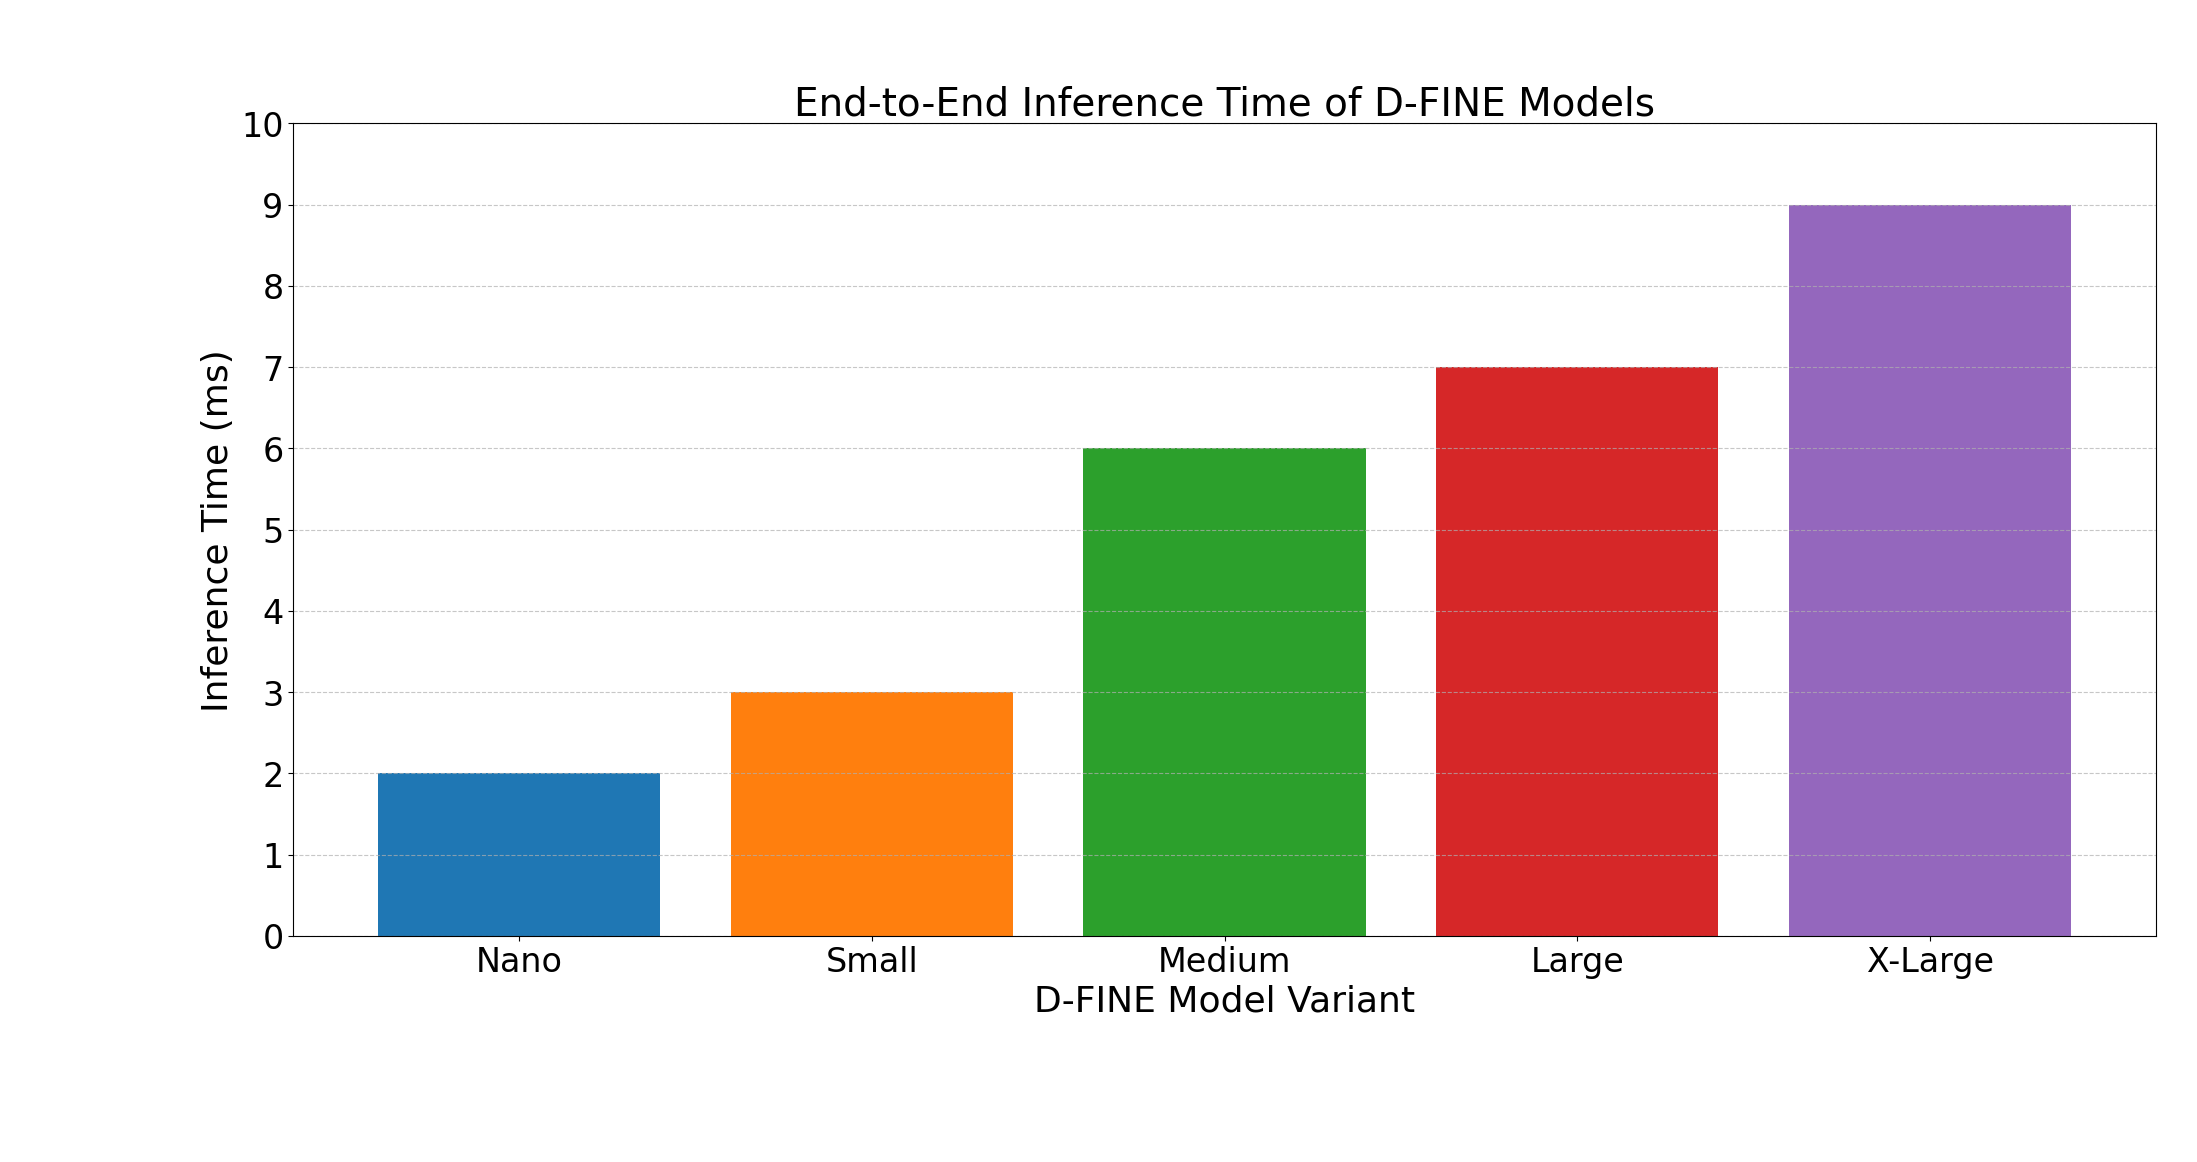 End-to-End Inference Time of D-FINE Models
10
9
8
7
6
5
4
3
2
1
0
Inference Time (ms)
Nano Small Medium Large X-Large
D-FINE Model Variant